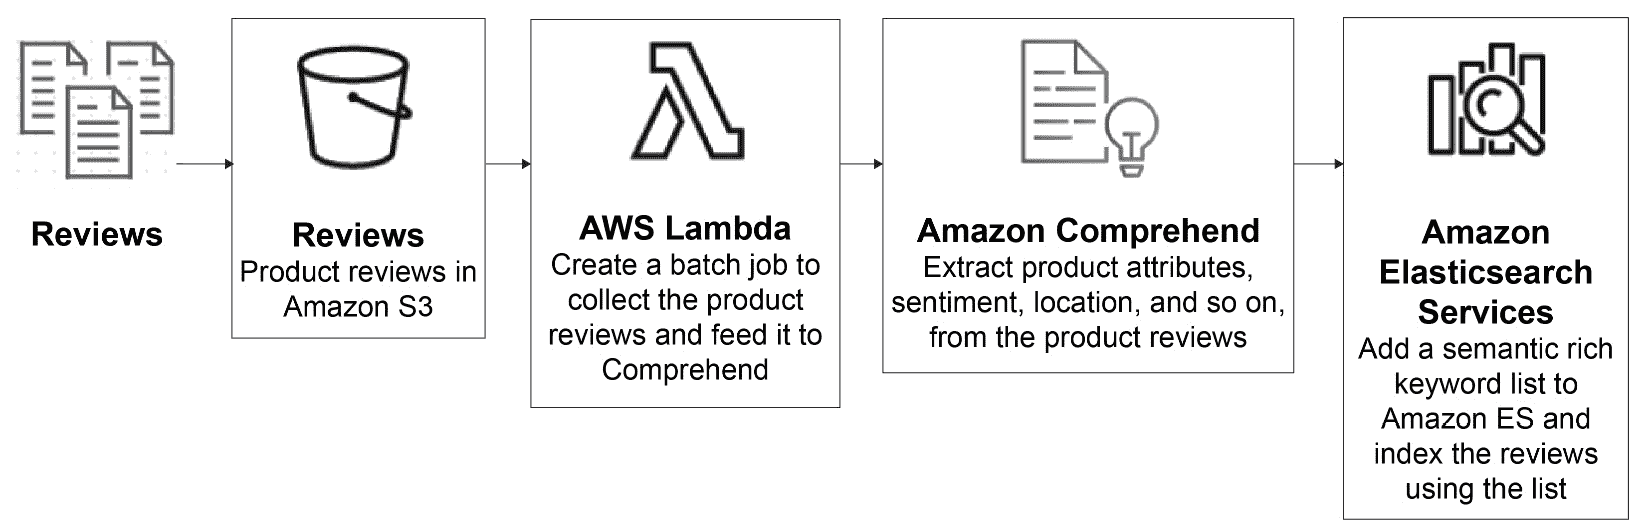 Reviews
Reviews
Product reviews in
Amazon S3
AWS Lambda
Create a batch job to
collect the product
reviews and feed it to
Comprehend
Amazon Comprehend
Extract product attributes,
sentiment, location, and so on,
from the product reviews
Amazon
Elasticsearch
Services
Add a semantic rich
keyword list to
Amazon ES and
index the reviews
using the list